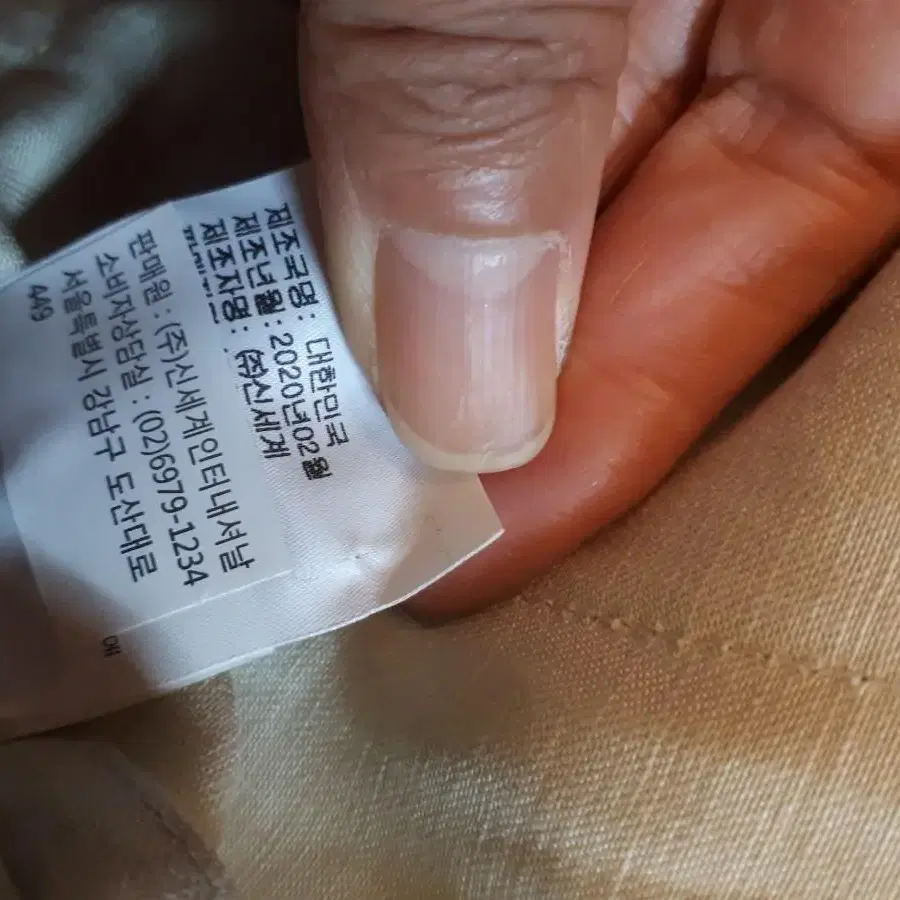 제조국명 : 대한민국
제조년월 : 2020년02월
제조자명 : ㈜신세계
판매원 : (주)신세계인터내셔날
소비자상담실 : (02)6979-1234
서울특별시 강남구 도산대로
449